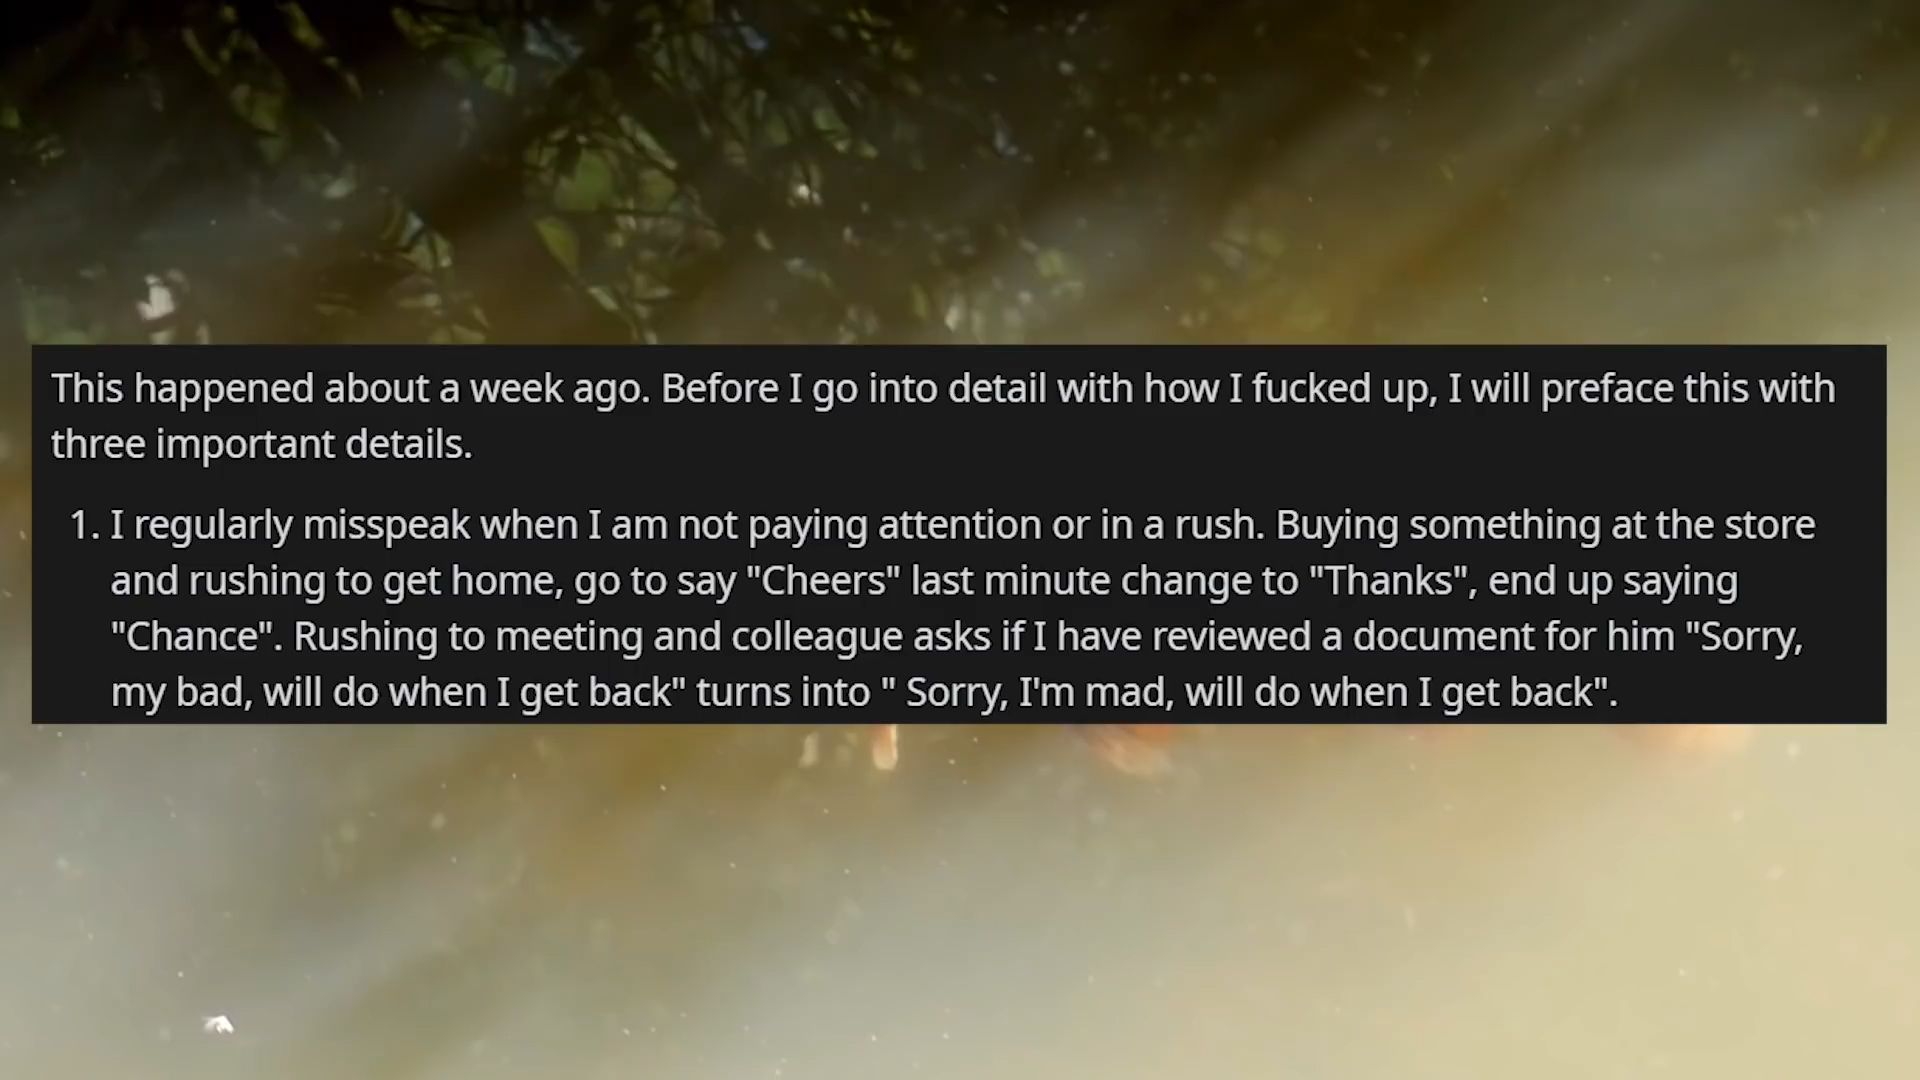 This happened about a week ago. Before I go into detail with how I fucked up, I will preface this with
three important details.
1. I regularly misspeak when I am not paying attention or in a rush. Buying something at the store
and rushing to get home, go to say "Cheers" last minute change to "Thanks", end up saying
"Chance". Rushing to meeting and colleague asks if I have reviewed a document for him "Sorry,
my bad, will do when I get back" turns into " Sorry, I'm mad, will do when I get back".